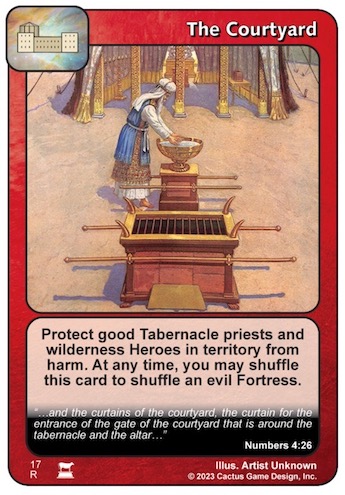 The Courtyard
Protect good Tabernacle priests and
wilderness Heroes in territory from
harm. At any time, you may shuffle
this card to shuffle an evil Fortress.
“…and the curtains of the courtyard, the curtain for the
entrance of the gate of the courtyard that is around the
tabernacle and the altar…”
Numbers 4:26
17
R
Illus. Artist Unknown
© 2023 Cactus Game Design, Inc.